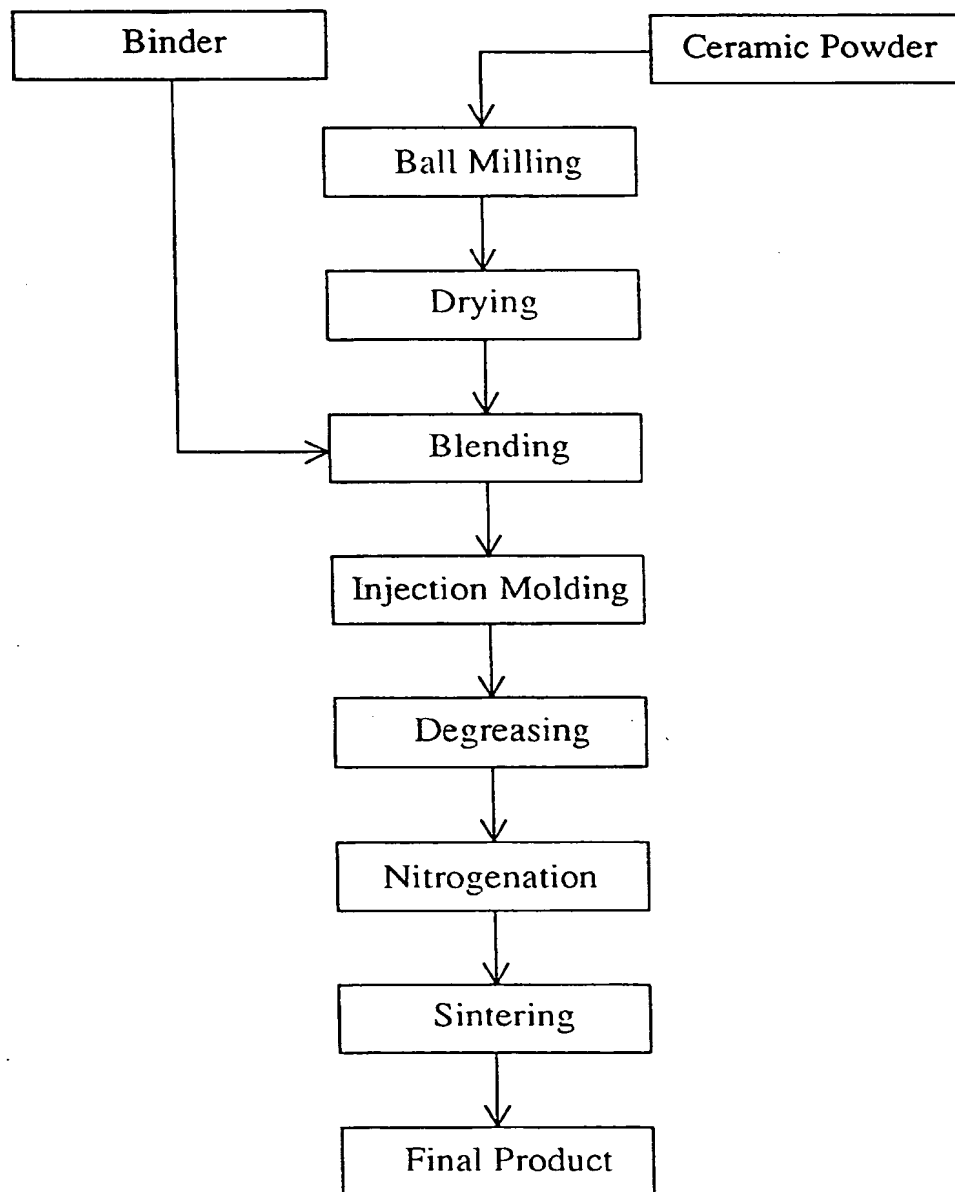 Binder
Ceramic Powder
Ball Milling
Drying
Blending
Injection Molding
Degreasing
Nitrogenation
Sintering
Final Product